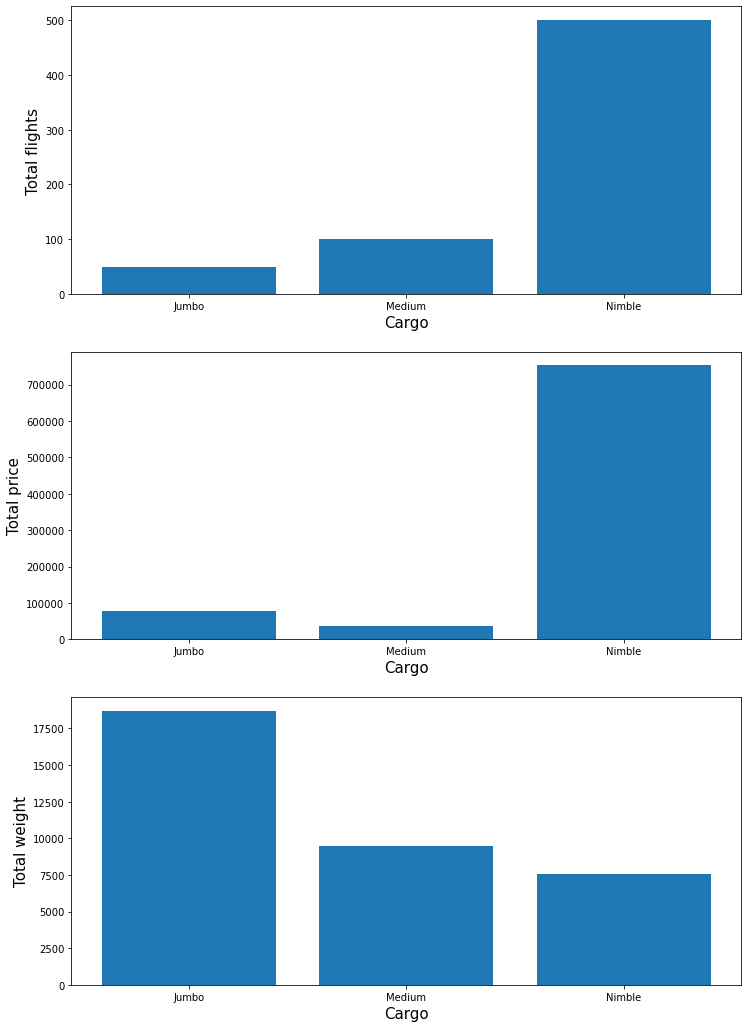 500
400
300
200
100
0
Total flights
Jumbo Medium Nimble
Cargo
700000
600000
500000
400000
300000
200000
100000
0
Total price
Jumbo Medium Nimble
Cargo
17500
15000
12500
10000
7500
5000
2500
0
Total weight
Jumbo Medium Nimble
Cargo